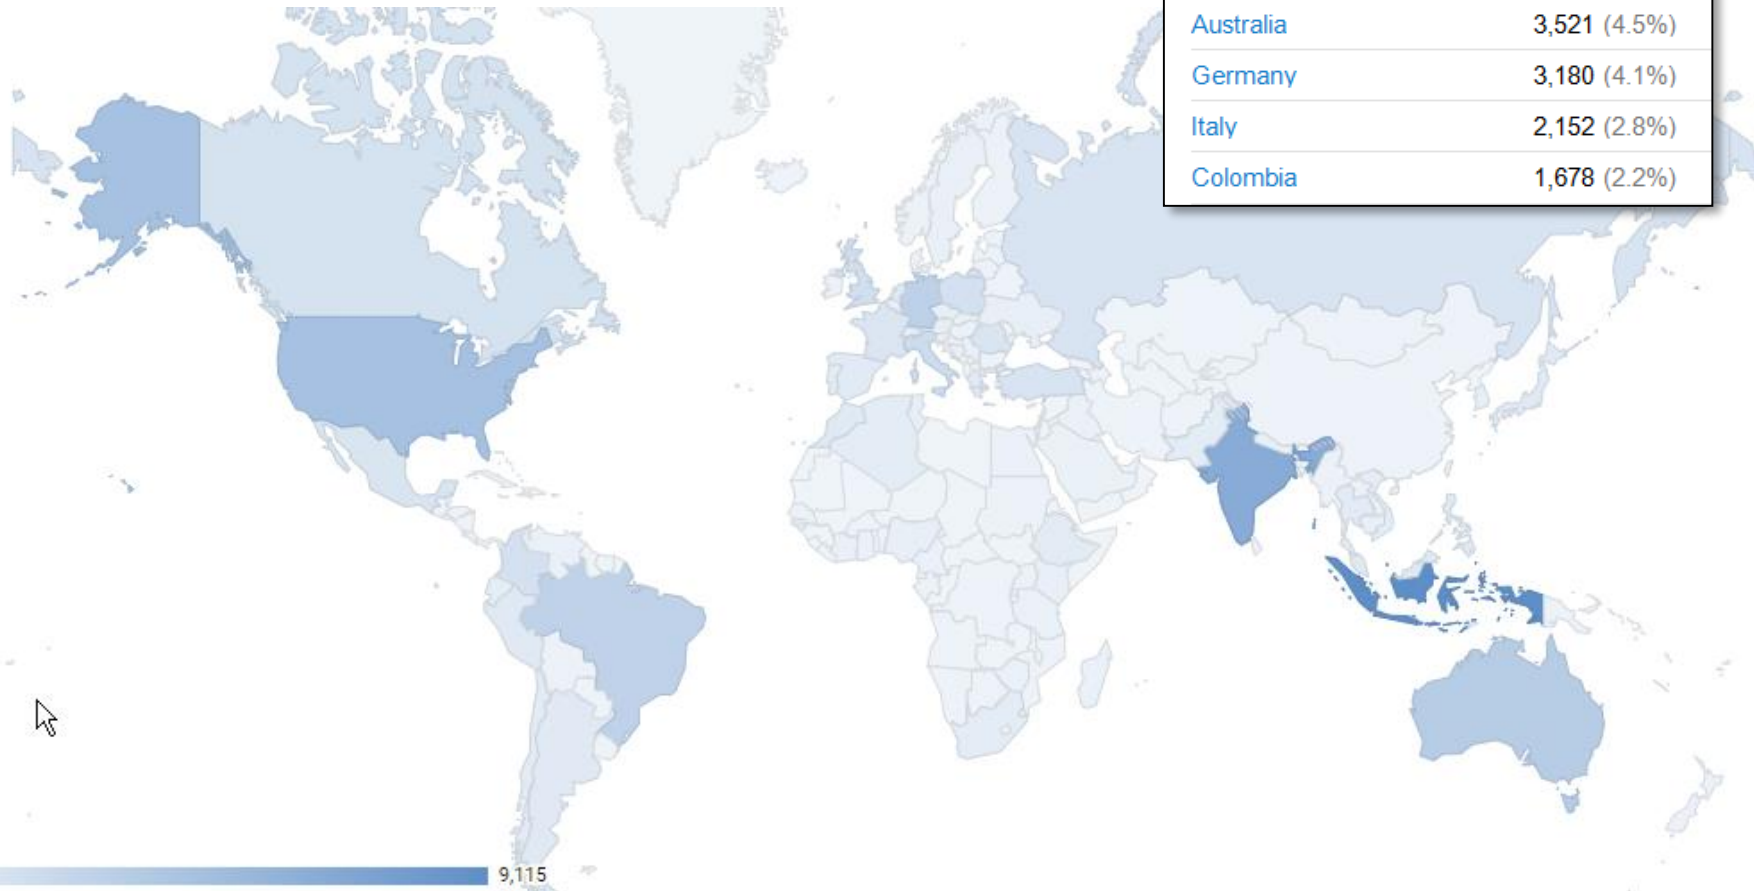 Australia 3,521 (4.5%)
Germany 3,180 (4.1%)
Italy 2,152 (2.8%)
Colombia 1,678 (2.2%)
9,115